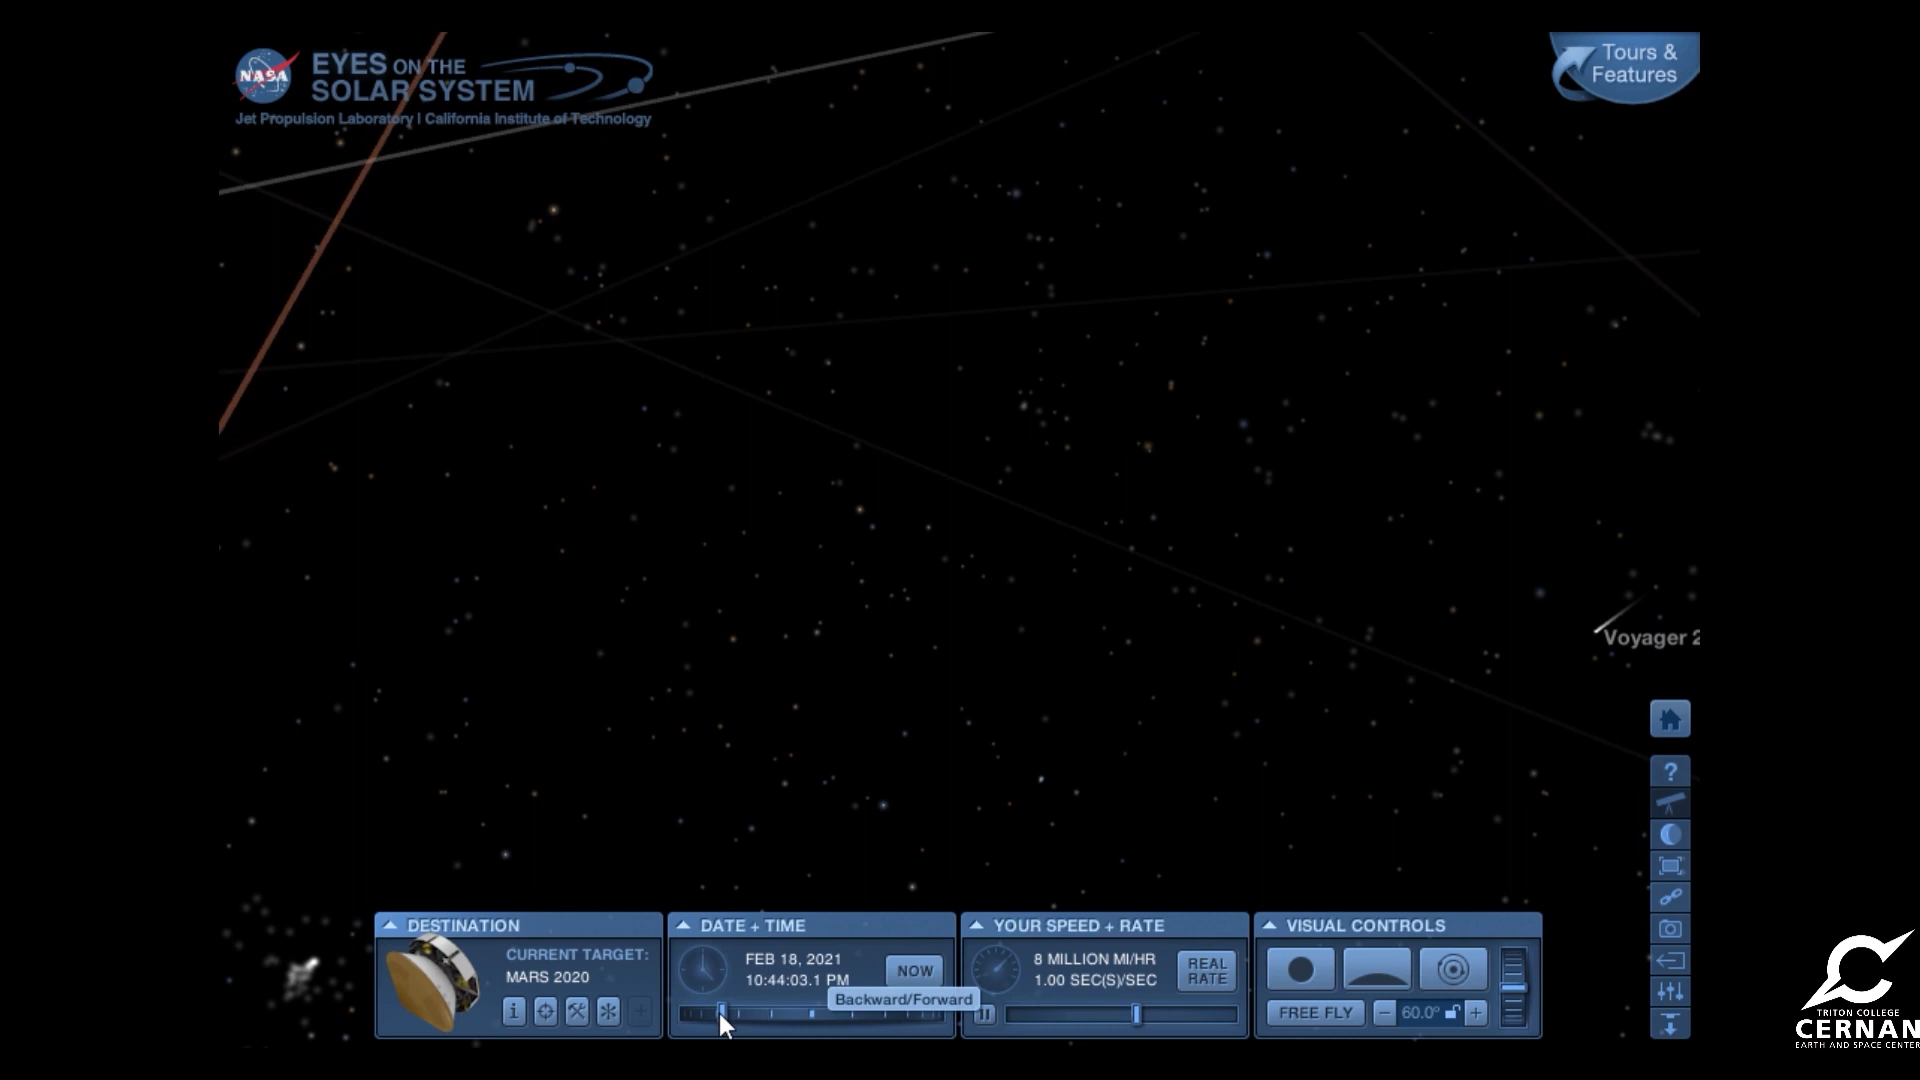 NASA
EYES ON THE
SOLAR SYSTEM
Jet Propulsion Laboratory | California Institute of Technology
Tours &
Features
Voyager 2
?
DESTINATION
CURRENT TARGET:
MARS 2020
i
DATE + TIME
FEB 18, 2021
10:44:03.1 PM
NOW
Backward/Forward
YOUR SPEED + RATE
8 MILLION MI/HR
1.00 SEC(S)/SEC
REAL
RATE
VISUAL CONTROLS
FREE FLY
− 60.0° +
TRITON COLLEGE
CERNAN
EARTH AND SPACE CENTER